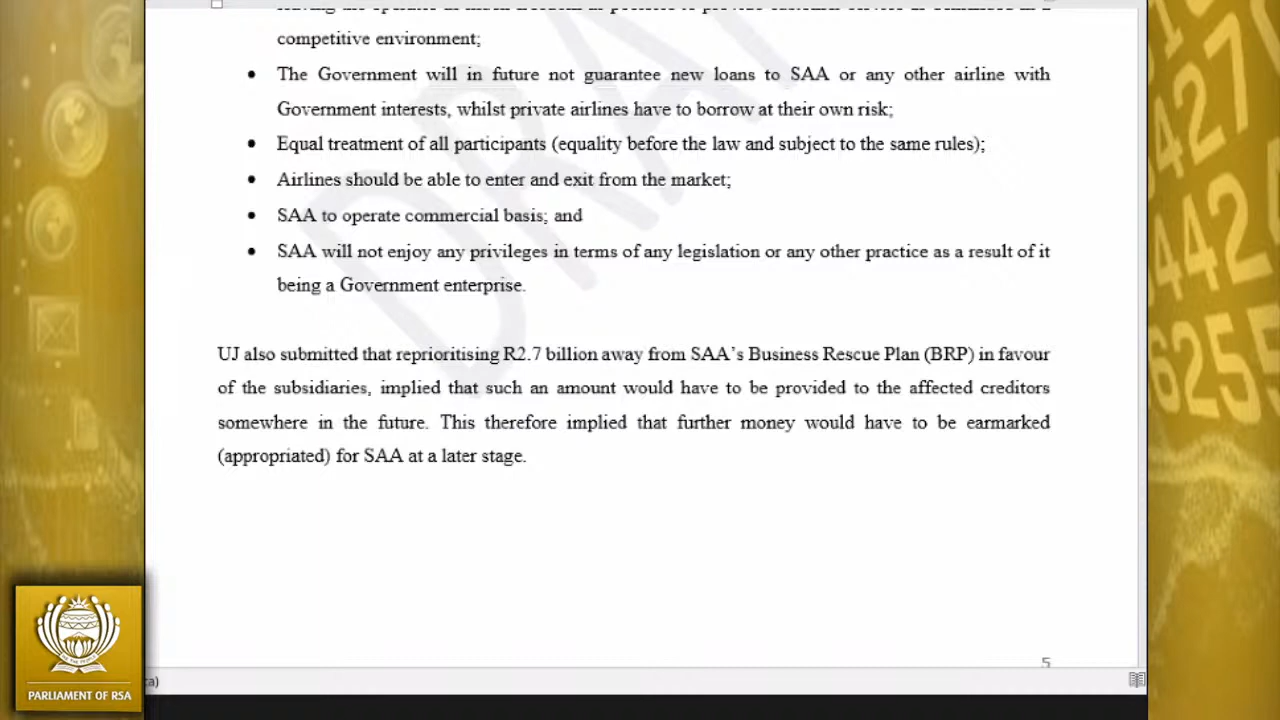 competitive environment;
• The Government will in future not guarantee new loans to SAA or any other airline with
Government interests, whilst private airlines have to borrow at their own risk;
• Equal treatment of all participants (equality before the law and subject to the same rules);
• Airlines should be able to enter and exit from the market;
• SAA to operate commercial basis; and
• SAA will not enjoy any privileges in terms of any legislation or any other practice as a result of it
being a Government enterprise.
UJ also submitted that reprioritising R2.7 billion away from SAA's Business Rescue Plan (BRP) in favour
of the subsidiaries, implied that such an amount would have to be provided to the affected creditors
somewhere in the future. This therefore implied that further money would have to be earmarked
(appropriated) for SAA at a later stage.
5
DRAFT
PARLIAMENT OF RSA